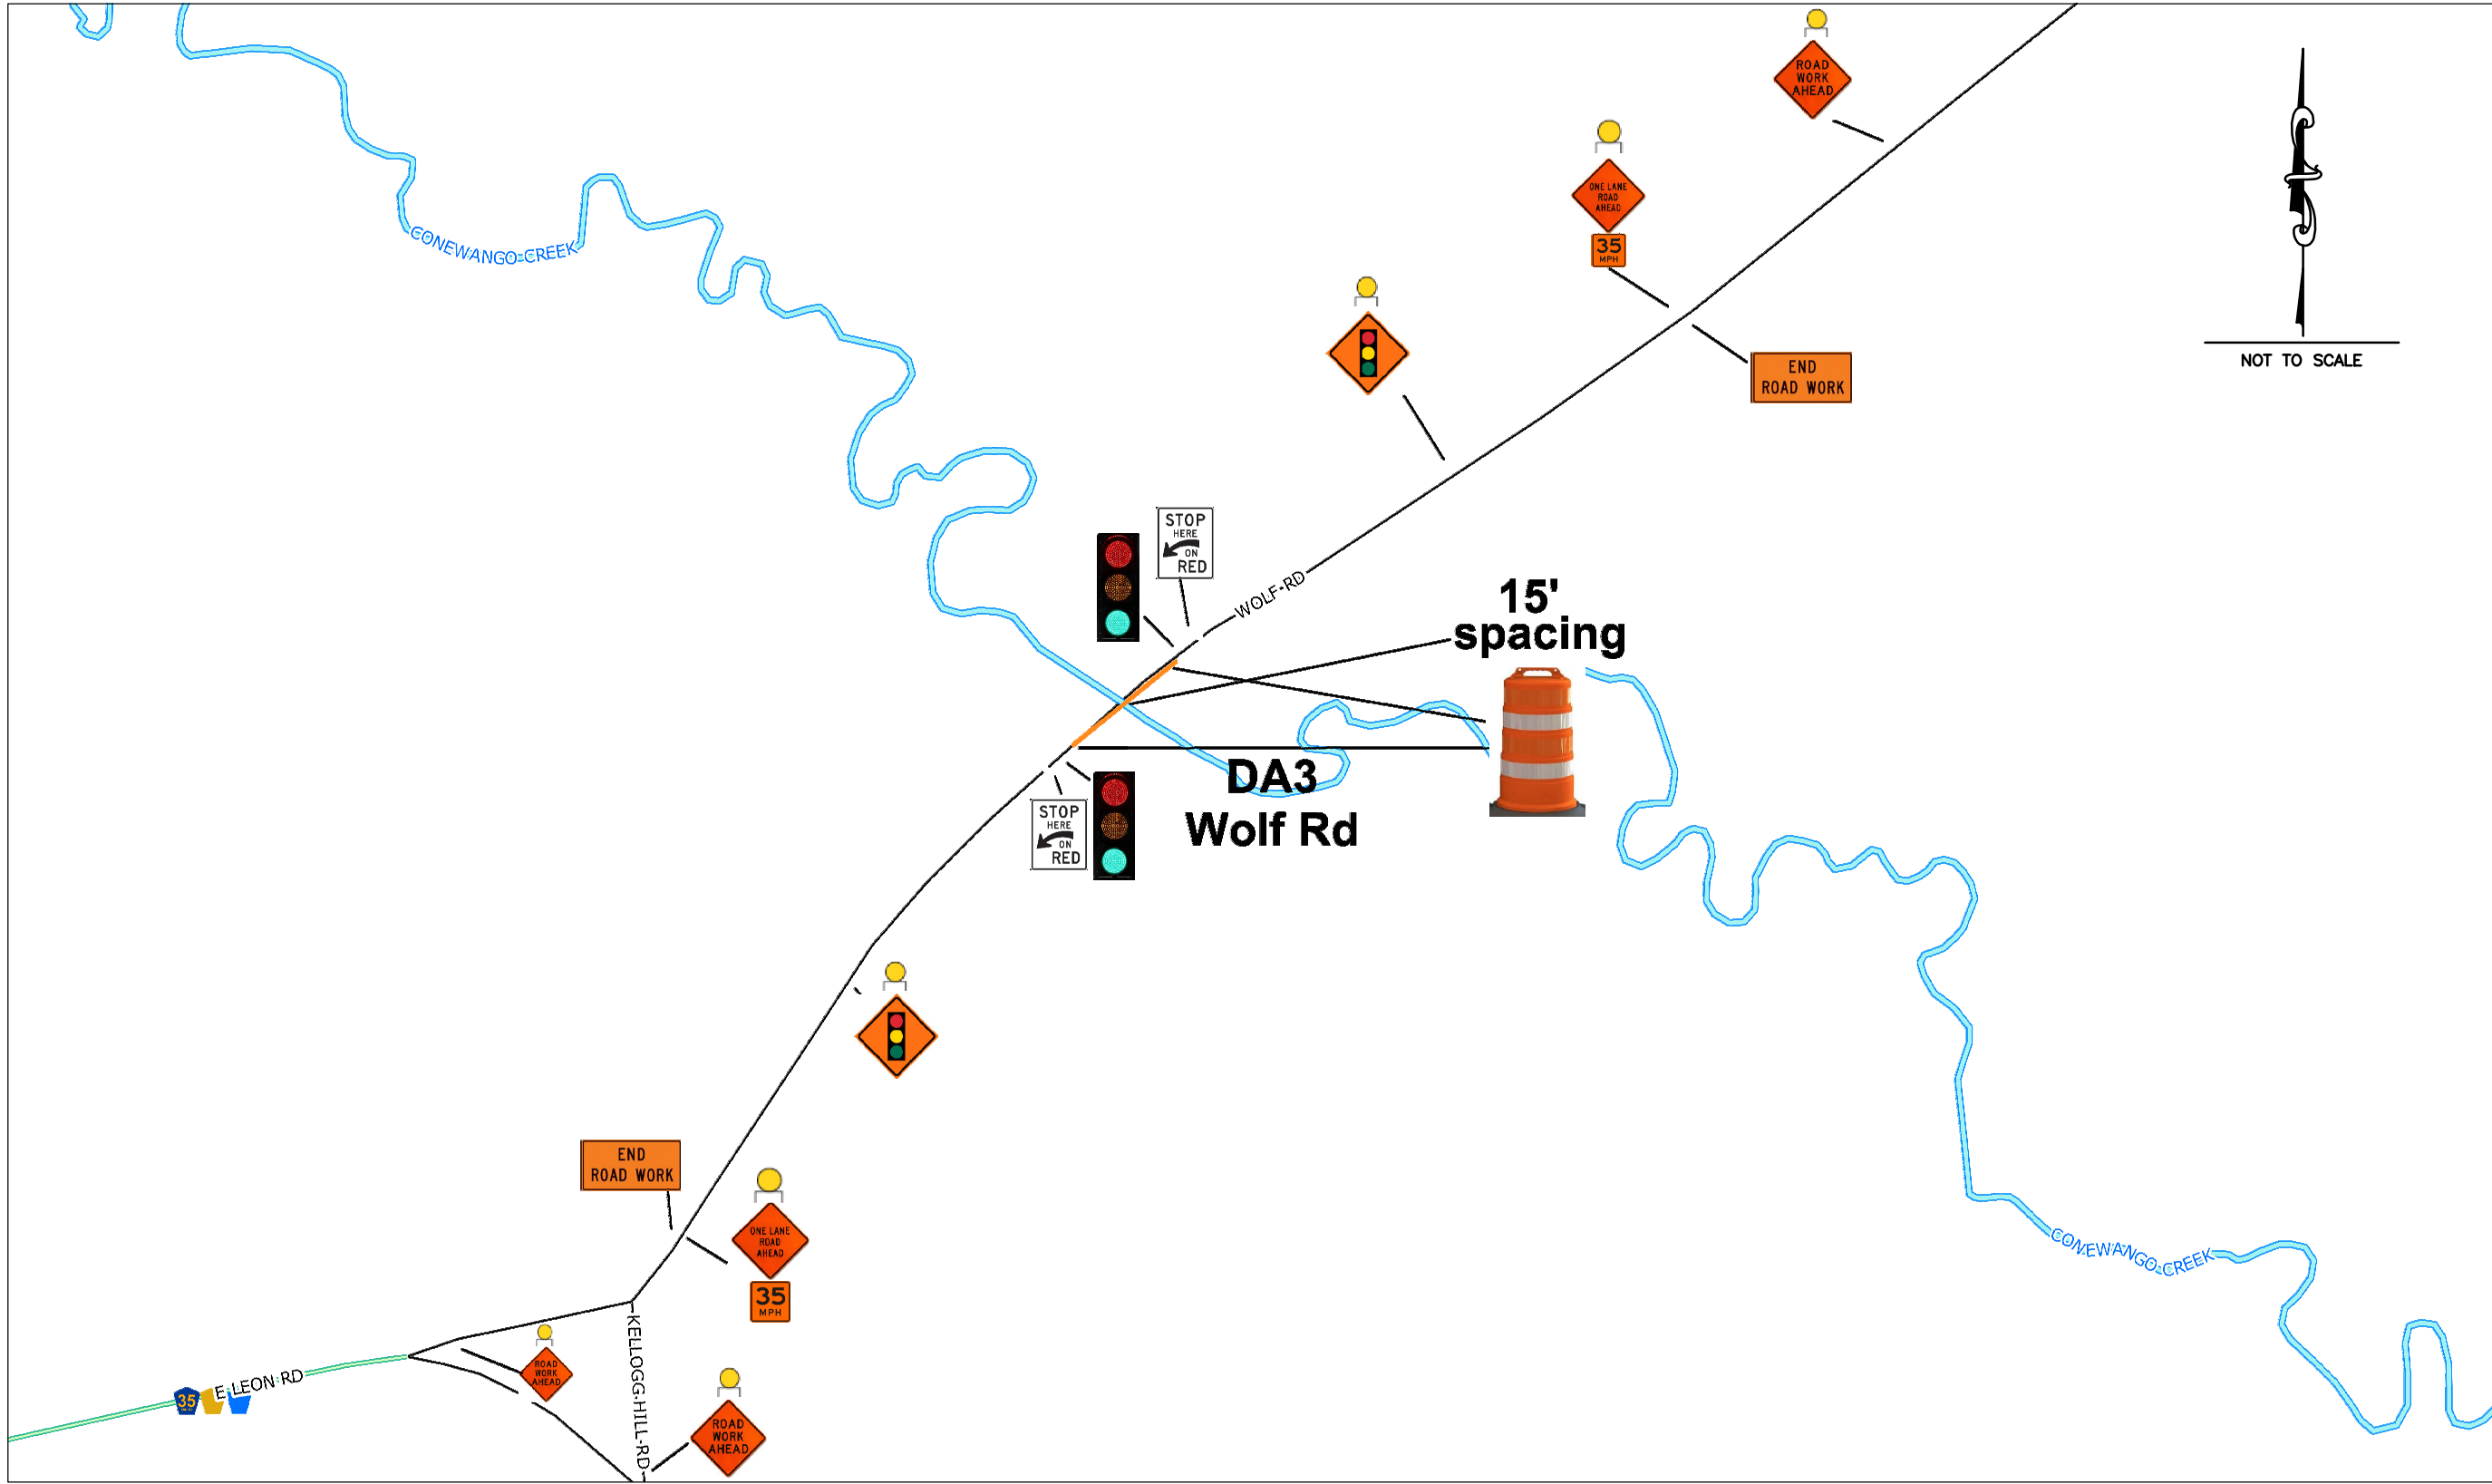 ROAD
WORK
AHEAD
ONE LANE
ROAD
AHEAD
35
MPH
CONEWANGO CREEK
END
ROAD WORK
NOT TO SCALE
STOP
HERE
ON
RED
WOLF RD
15'
spacing
DA3
Wolf Rd
STOP
HERE
ON
RED
END
ROAD WORK
ONE LANE
ROAD
AHEAD
35
MPH
CONEWANGO CREEK
KELLOGG HILL RD
ROAD
WORK
AHEAD
35
E LEON RD
ROAD
WORK
AHEAD